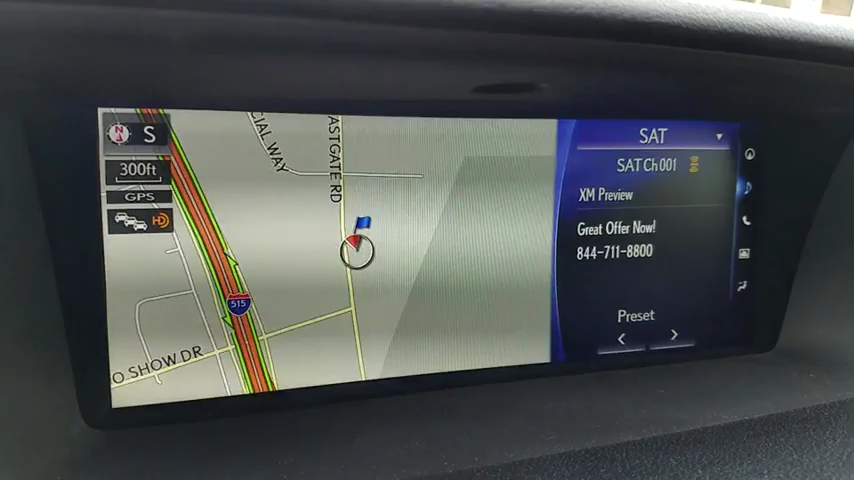 N
S
300ft
GPS
HD
CIAL WAY
ASTGATE RD
515
O SHOW DR
SAT
SAT Ch 001
XM Preview
Great Offer Now!
844-711-8800
Preset